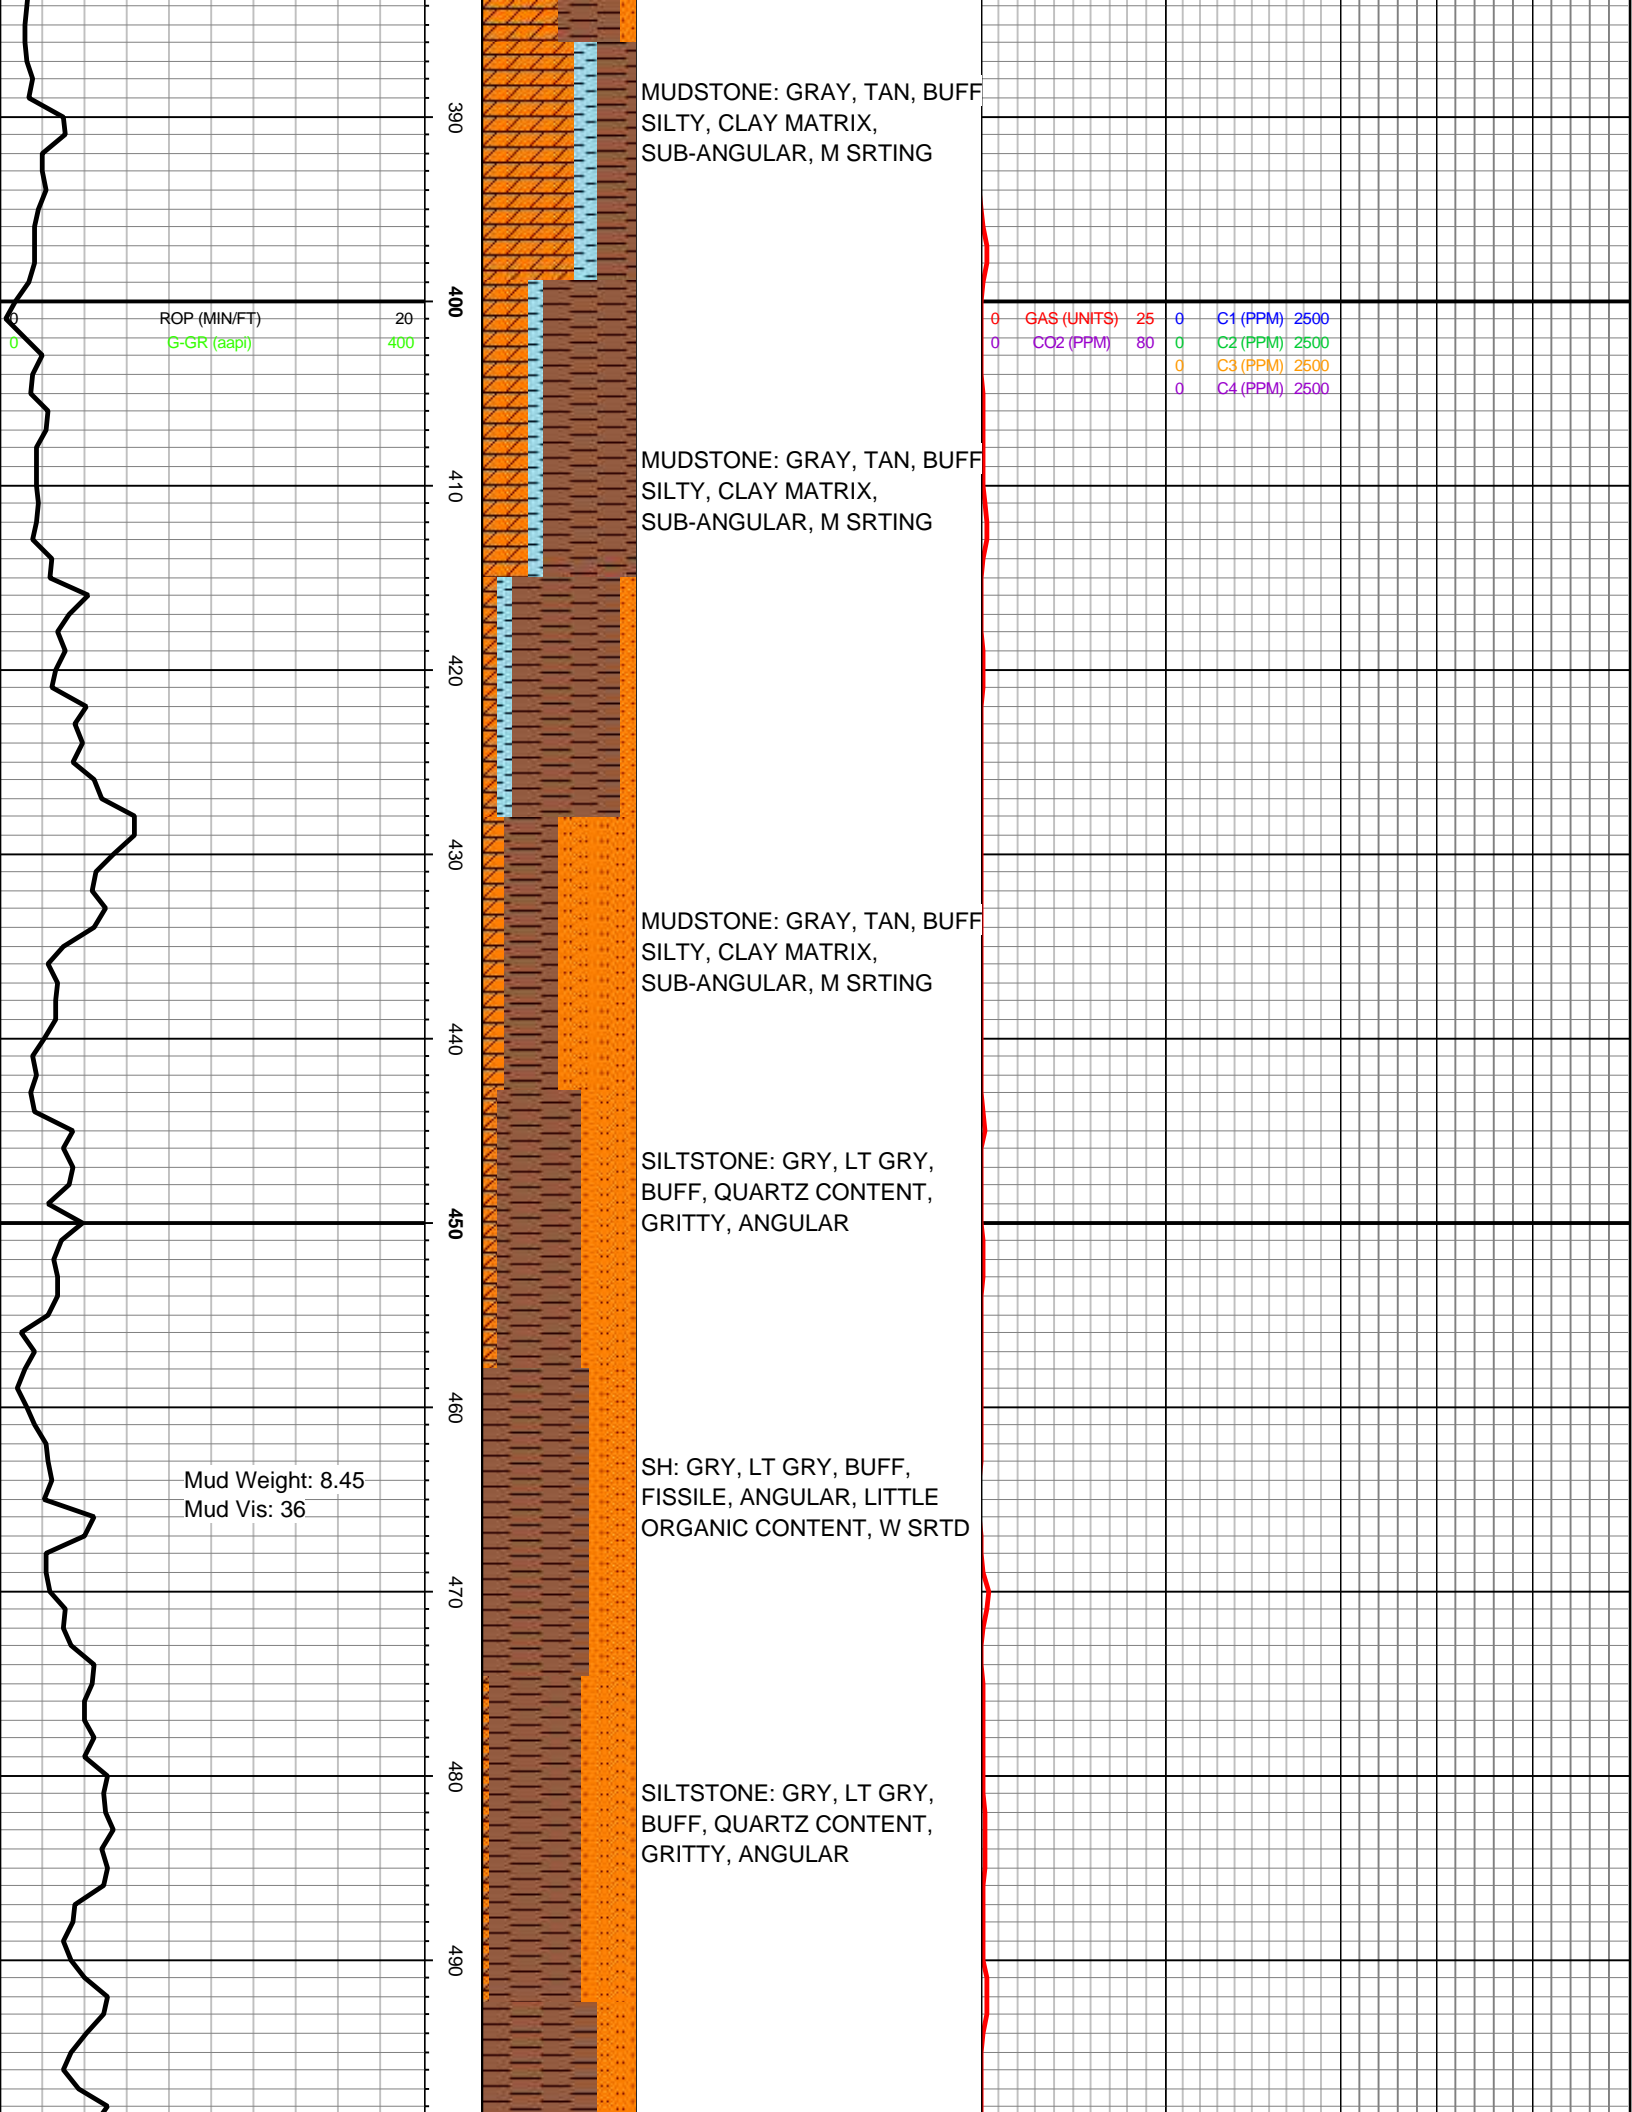 MUDSTONE: GRAY, TAN, BUFF
SILTY, CLAY MATRIX,
SUB-ANGULAR, M SRTING
390
400
0 ROP (MIN/FT) 20
0 G-GR (aapi) 400
0 GAS (UNITS) 25
0 CO2 (PPM) 80
0 C1 (PPM) 2500
0 C2 (PPM) 2500
0 C3 (PPM) 2500
0 C4 (PPM) 2500
MUDSTONE: GRAY, TAN, BUFF
SILTY, CLAY MATRIX,
SUB-ANGULAR, M SRTING
410
420
430
MUDSTONE: GRAY, TAN, BUFF
SILTY, CLAY MATRIX,
SUB-ANGULAR, M SRTING
440
SILTSTONE: GRY, LT GRY,
BUFF, QUARTZ CONTENT,
GRITTY, ANGULAR
450
460
Mud Weight: 8.45
Mud Vis: 36
SH: GRY, LT GRY, BUFF,
FISSILE, ANGULAR, LITTLE
ORGANIC CONTENT, W SRTD
470
480
SILTSTONE: GRY, LT GRY,
BUFF, QUARTZ CONTENT,
GRITTY, ANGULAR
490